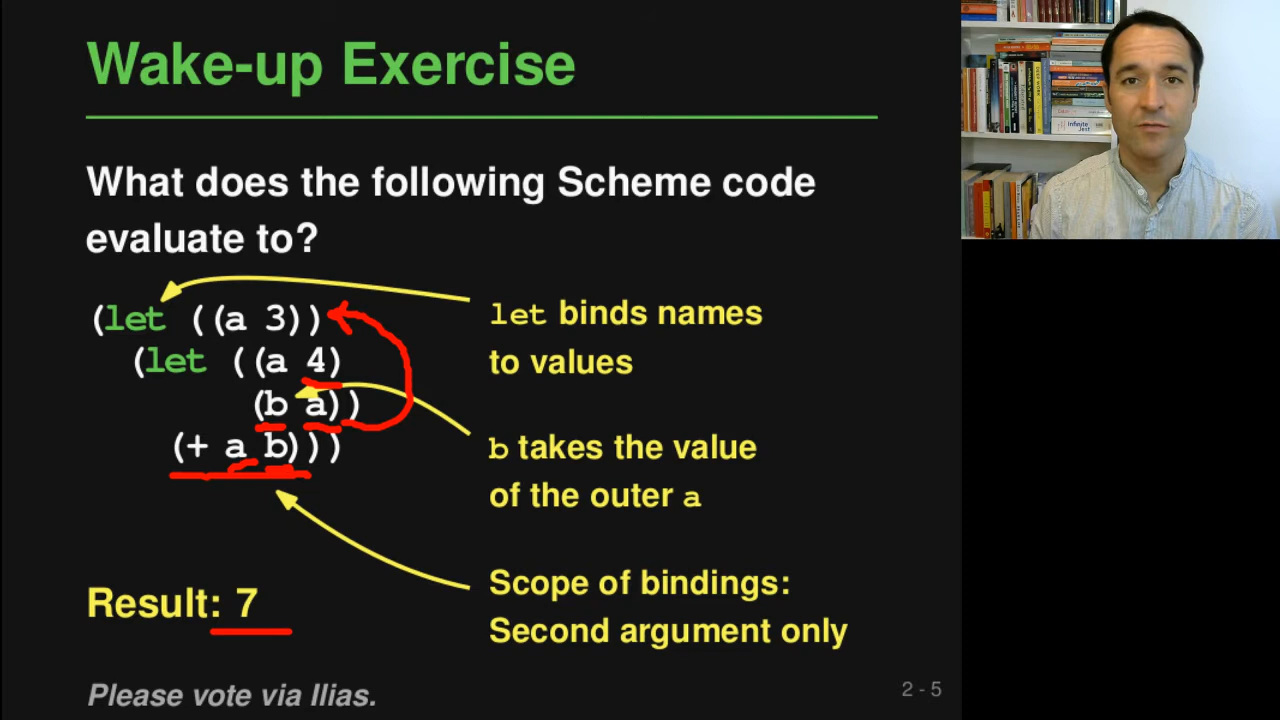 Wake-up Exercise
What does the following Scheme code
evaluate to?
(let ((a 3))
(let ((a 4)
(b a))
(+ a b)))
let binds names
to values
b takes the value
of the outer a
Scope of bindings:
Second argument only
Result: 7
Please vote via Ilias.
2 - 5
Infinite
Jest